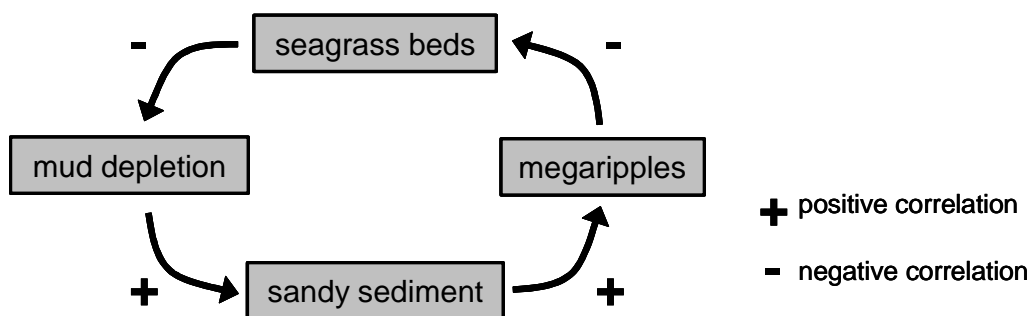 - seagrass beds -
mud depletion
megaripples
+ positive correlation
- negative correlation
+ sandy sediment +